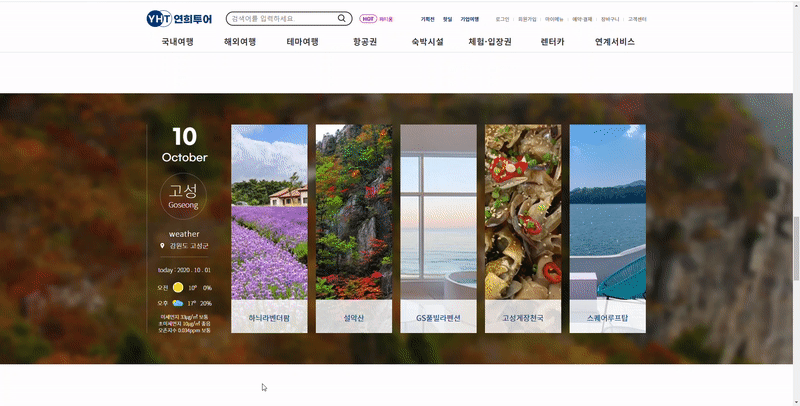 YHT 연희투어
검색어를 입력하세요
HOT 파티룸
기획전 핫딜 기업여행
로그인 회원가입 마이메뉴 예약·결제 장바구니 고객센터
국내여행 해외여행 테마여행 항공권 숙박시설 체험·입장권 렌터카 연계서비스
10
October
고성
Goseong
weather
강원도 고성군
today : 2020 . 10 . 01
오전 10° 0%
오후 17° 20%
미세먼지 33㎍/㎥ 보통
초미세먼지 10㎍/㎥ 좋음
오존지수 0.034ppm 보통
하늬라벤더팜
설악산
GS풀빌라펜션
고성게장천국
스퀘어루프탑